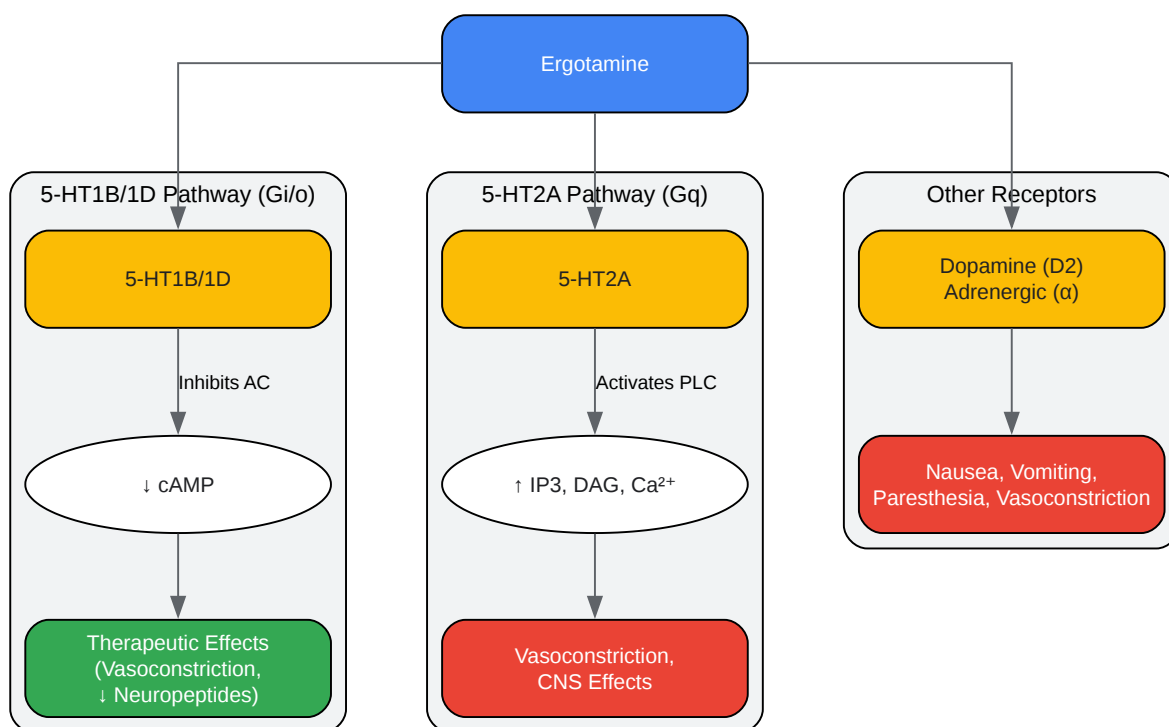 Ergotamine
5-HT1B/1D Pathway (Gi/o)
5-HT1B/1D
Inhibits AC
↓ cAMP
Therapeutic Effects
(Vasoconstriction,
↓ Neuropeptides)
5-HT2A Pathway (Gq)
5-HT2A
Activates PLC
↑ IP3, DAG, Ca²⁺
Vasoconstriction,
CNS Effects
Other Receptors
Dopamine (D2)
Adrenergic (α)
Nausea, Vomiting,
Paresthesia, Vasoconstriction